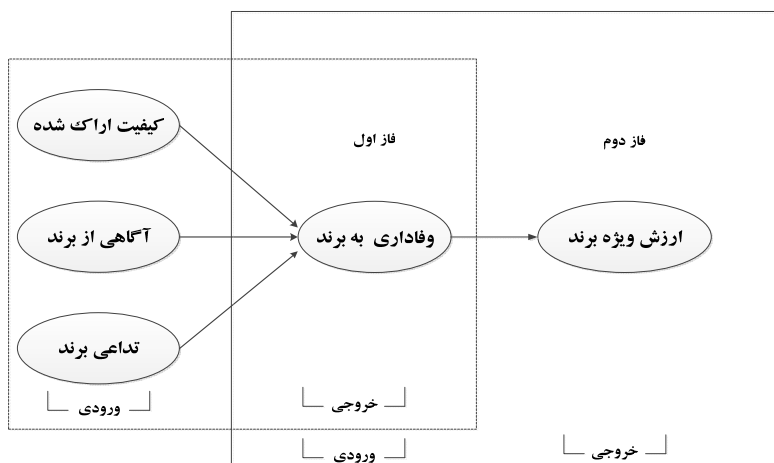 فاز اول
فاز دوم
کیفیت اراک شده
آگاهی از برند
تداعی برند
وفاداری به برند
ارزش ویژه برند
ورودی
خروجی
ورودی
خروجی